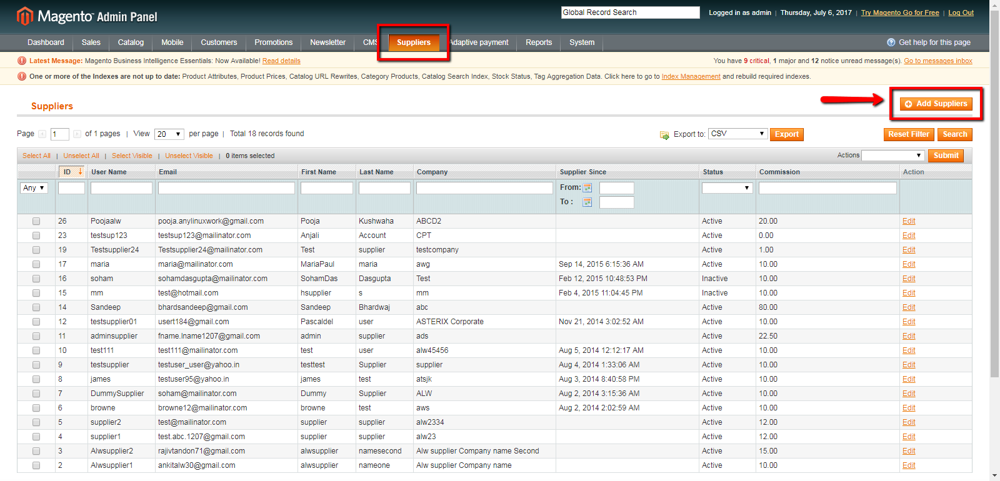 Magento Admin Panel
Global Record Search
Logged in as admin | Thursday, July 6, 2017 | Try Magento Go for Free | Log Out
Dashboard Sales Catalog Mobile Customers Promotions Newsletter CMS Suppliers Adaptive payment Reports System Get help for this page
Latest Message: Magento Business Intelligence Essentials: Now Available! Read details You have 9 critical, 1 major and 12 notice unread message(s). Go to messages inbox
One or more of the Indexes are not up to date: Product Attributes, Product Prices, Catalog URL Rewrites, Category Products, Catalog Search Index, Stock Status, Tag Aggregation Data. Click here to go to Index Management and rebuild required indexes.
Suppliers Add Suppliers
Page 1 of 1 pages | View 20 per page | Total 18 records found Export to: CSV Export Reset Filter Search
Select All | Unselect All | Select Visible | Unselect Visible | 0 items selected Actions Submit
ID User Name Email First Name Last Name Company Supplier Since Status Commission Action
Any From:
To :
26 Poojaalw pooja.anylinuxwork@gmail.com Pooja Kushwaha ABCD2 Active 20.00 Edit
23 testsup123 testsup123@mailinator.com Anjali Account CPT Active 0.00 Edit
19 Testsupplier24 Testsupplier24@mailinator.com Test supplier testcompany Active 1.00 Edit
17 maria maria@mailinator.com MariaPaul maria awg Sep 14, 2015 6:15:36 AM Active 10.00 Edit
16 soham sohamdasgupta@mailinator.com SohamDas Dasgupta Test Feb 12, 2015 10:48:53 PM Inactive 10.00 Edit
15 mm test@hotmail.com hsupplier s mm Feb 4, 2015 11:04:45 PM Inactive 10.00 Edit
14 Sandeep bhardsandeep@gmail.com Sandeep Bhardwaj abc Active 80.00 Edit
12 testsupplier01 usert184@gmail.com Pascaldel user ASTERIX Corporate Nov 21, 2014 3:02:52 AM Active 10.00 Edit
11 adminsupplier fname.lname1207@gmail.com admin supplier ads Active 22.50 Edit
10 test111 test111@mailinator.com test user alw45456 Aug 5, 2014 12:12:17 AM Active 10.00 Edit
9 testsupplier testuser_user@yahoo.in testtest Supplier supplier Aug 4, 2014 1:33:06 AM Active 10.00 Edit
8 james testuser95@yahoo.in james test atsjk Aug 3, 2014 8:40:58 PM Active 10.00 Edit
7 DummySupplier soham@mailinator.com Dummy Supplier ALW Aug 2, 2014 3:15:36 AM Active 10.00 Edit
6 browne browne12@mailinator.com browne test aws Aug 2, 2014 2:02:59 AM Active 10.00 Edit
5 supplier2 test@mailinator.com supplier supplier alw2334 Active 12.00 Edit
4 supplier1 test.abc.1207@gmail.com supplier supplier alw23 Active 12.00 Edit
3 Alwsupplier2 rajivtandon71@gmail.com alwsupplier namesecond Alw supplier Company name Second Active 15.00 Edit
2 Alwsupplier1 ankitalw30@gmail.com alwsupplier nameone Alw supplier Company name Active 10.00 Edit